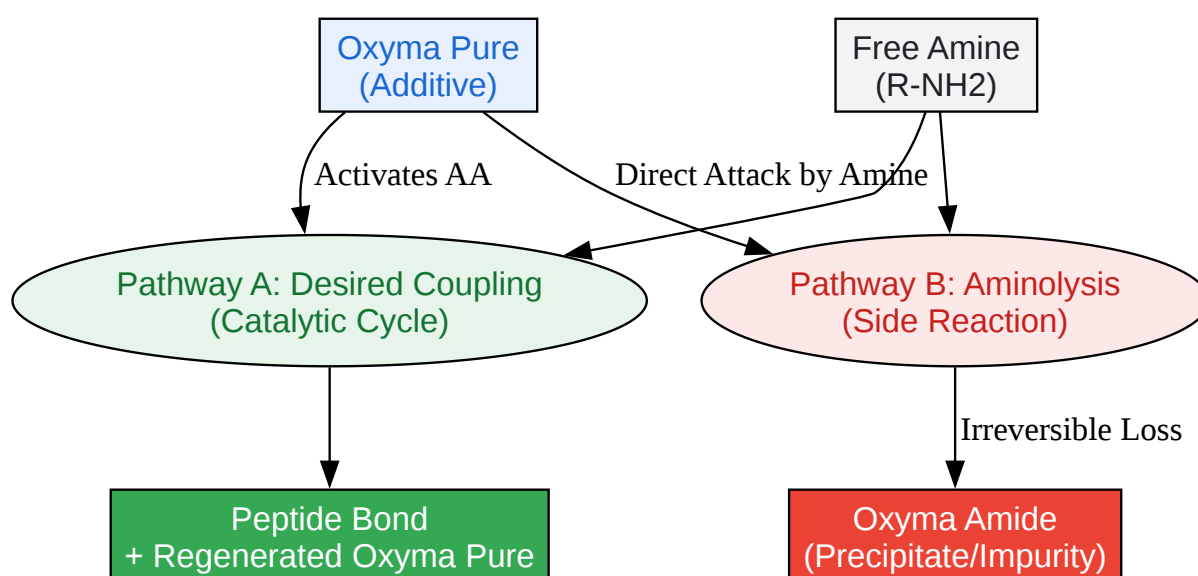 Oxyma Pure
(Additive)
Free Amine
(R-NH2)
Activates AA
Direct Attack by Amine
Pathway A: Desired Coupling
(Catalytic Cycle)
Pathway B: Aminolysis
(Side Reaction)
Irreversible Loss
Peptide Bond
+ Regenerated Oxyma Pure
Oxyma Amide
(Precipitate/Impurity)